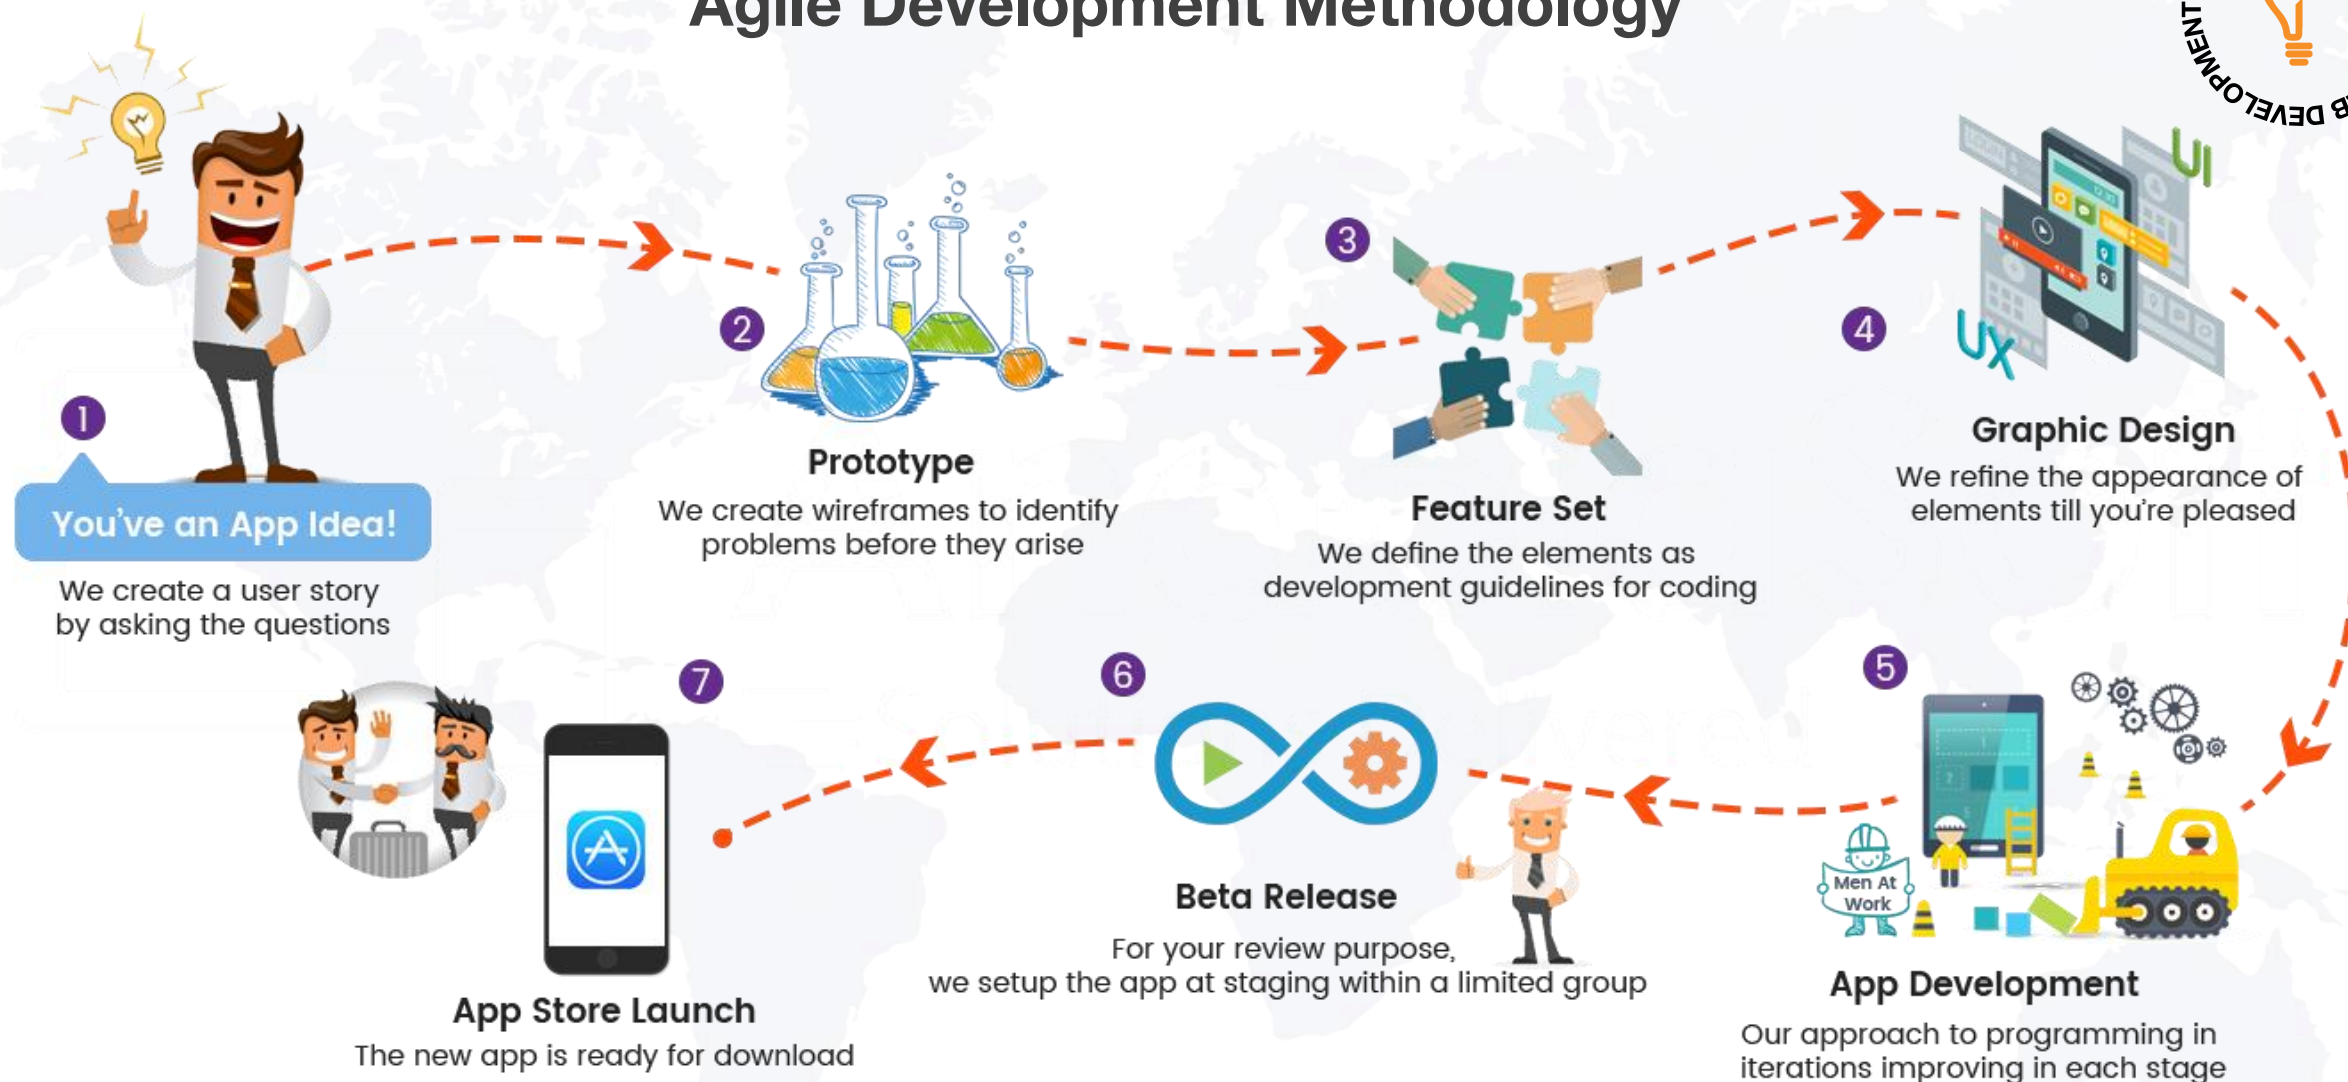 Agile Development Methodology
DEVELOPMENT
1
You've an App Idea!
We create a user story
by asking the questions
2
Prototype
We create wireframes to identify
problems before they arise
3
Feature Set
We define the elements as
development guidelines for coding
4
UI
UX
Graphic Design
We refine the appearance of
elements till you're pleased
5
Men At
Work
App Development
Our approach to programming in
iterations improving in each stage
6
Beta Release
For your review purpose,
we setup the app at staging within a limited group
7
App Store Launch
The new app is ready for download